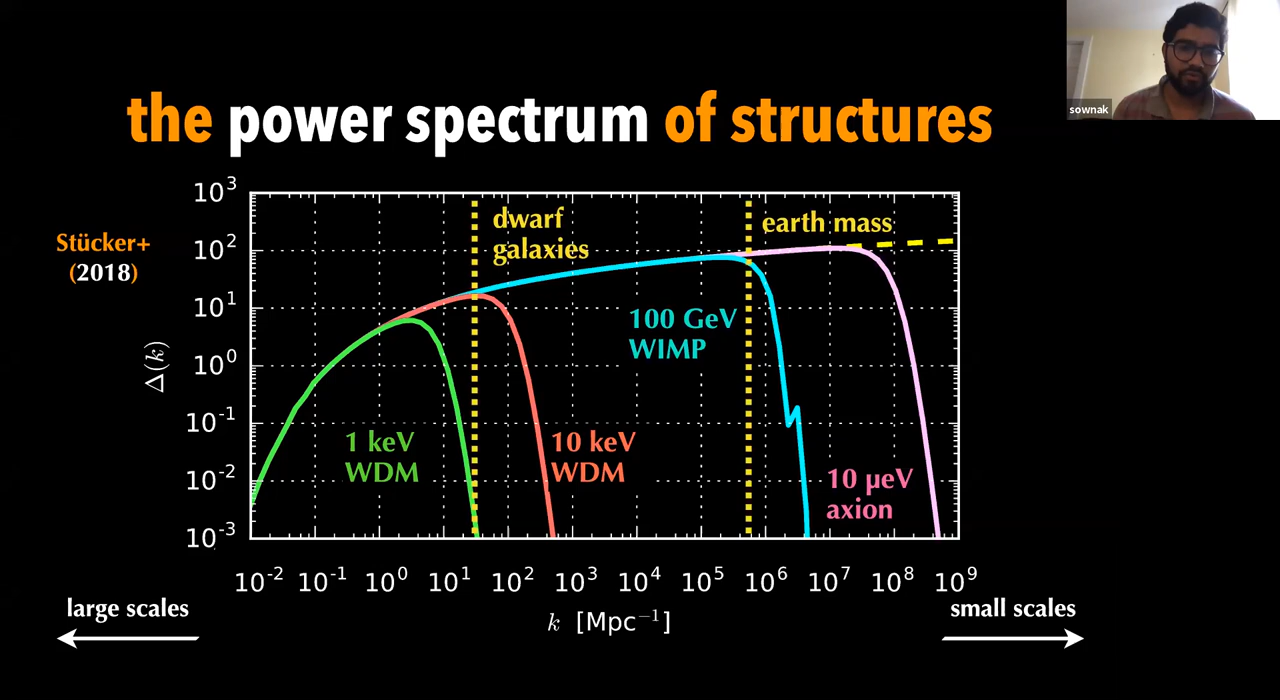 sownak
the power spectrum of structures
Stücker+
(2018)
10³
10²
10¹
10⁰
10⁻¹
10⁻²
10⁻³
Δ(k)
dwarf
galaxies
earth mass
100 GeV
WIMP
1 keV
WDM
10 keV
WDM
10 μeV
axion
10⁻² 10⁻¹ 10⁰ 10¹ 10² 10³ 10⁴ 10⁵ 10⁶ 10⁷ 10⁸ 10⁹
k [Mpc⁻¹]
large scales
small scales